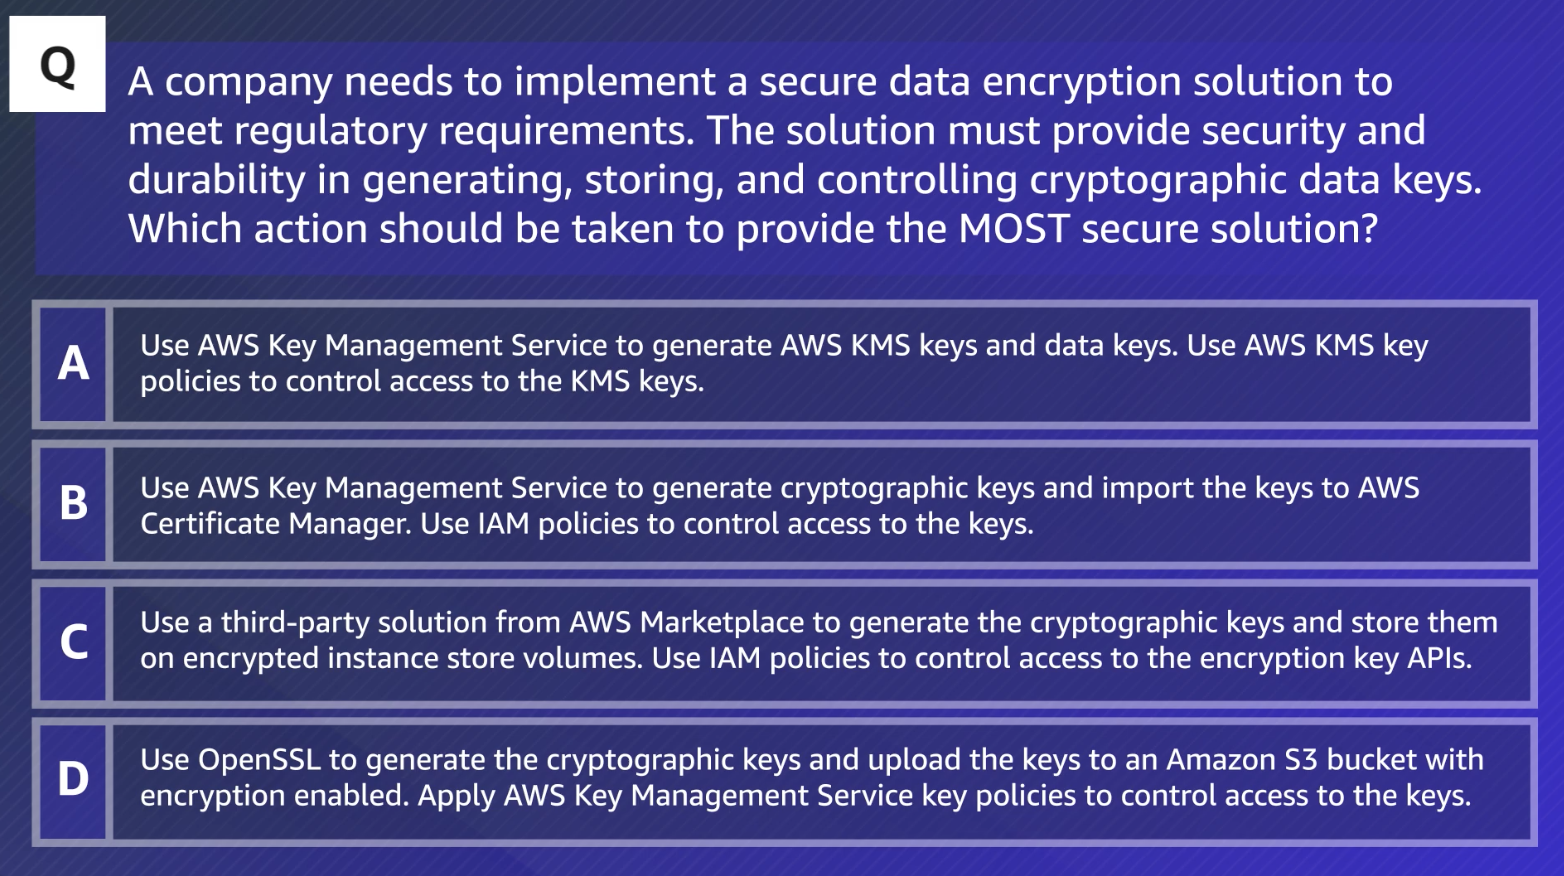 Q
A company needs to implement a secure data encryption solution to
meet regulatory requirements. The solution must provide security and
durability in generating, storing, and controlling cryptographic data keys.
Which action should be taken to provide the MOST secure solution?
A
Use AWS Key Management Service to generate AWS KMS keys and data keys. Use AWS KMS key
policies to control access to the KMS keys.
B
Use AWS Key Management Service to generate cryptographic keys and import the keys to AWS
Certificate Manager. Use IAM policies to control access to the keys.
C
Use a third-party solution from AWS Marketplace to generate the cryptographic keys and store them
on encrypted instance store volumes. Use IAM policies to control access to the encryption key APIs.
D
Use OpenSSL to generate the cryptographic keys and upload the keys to an Amazon S3 bucket with
encryption enabled. Apply AWS Key Management Service key policies to control access to the keys.